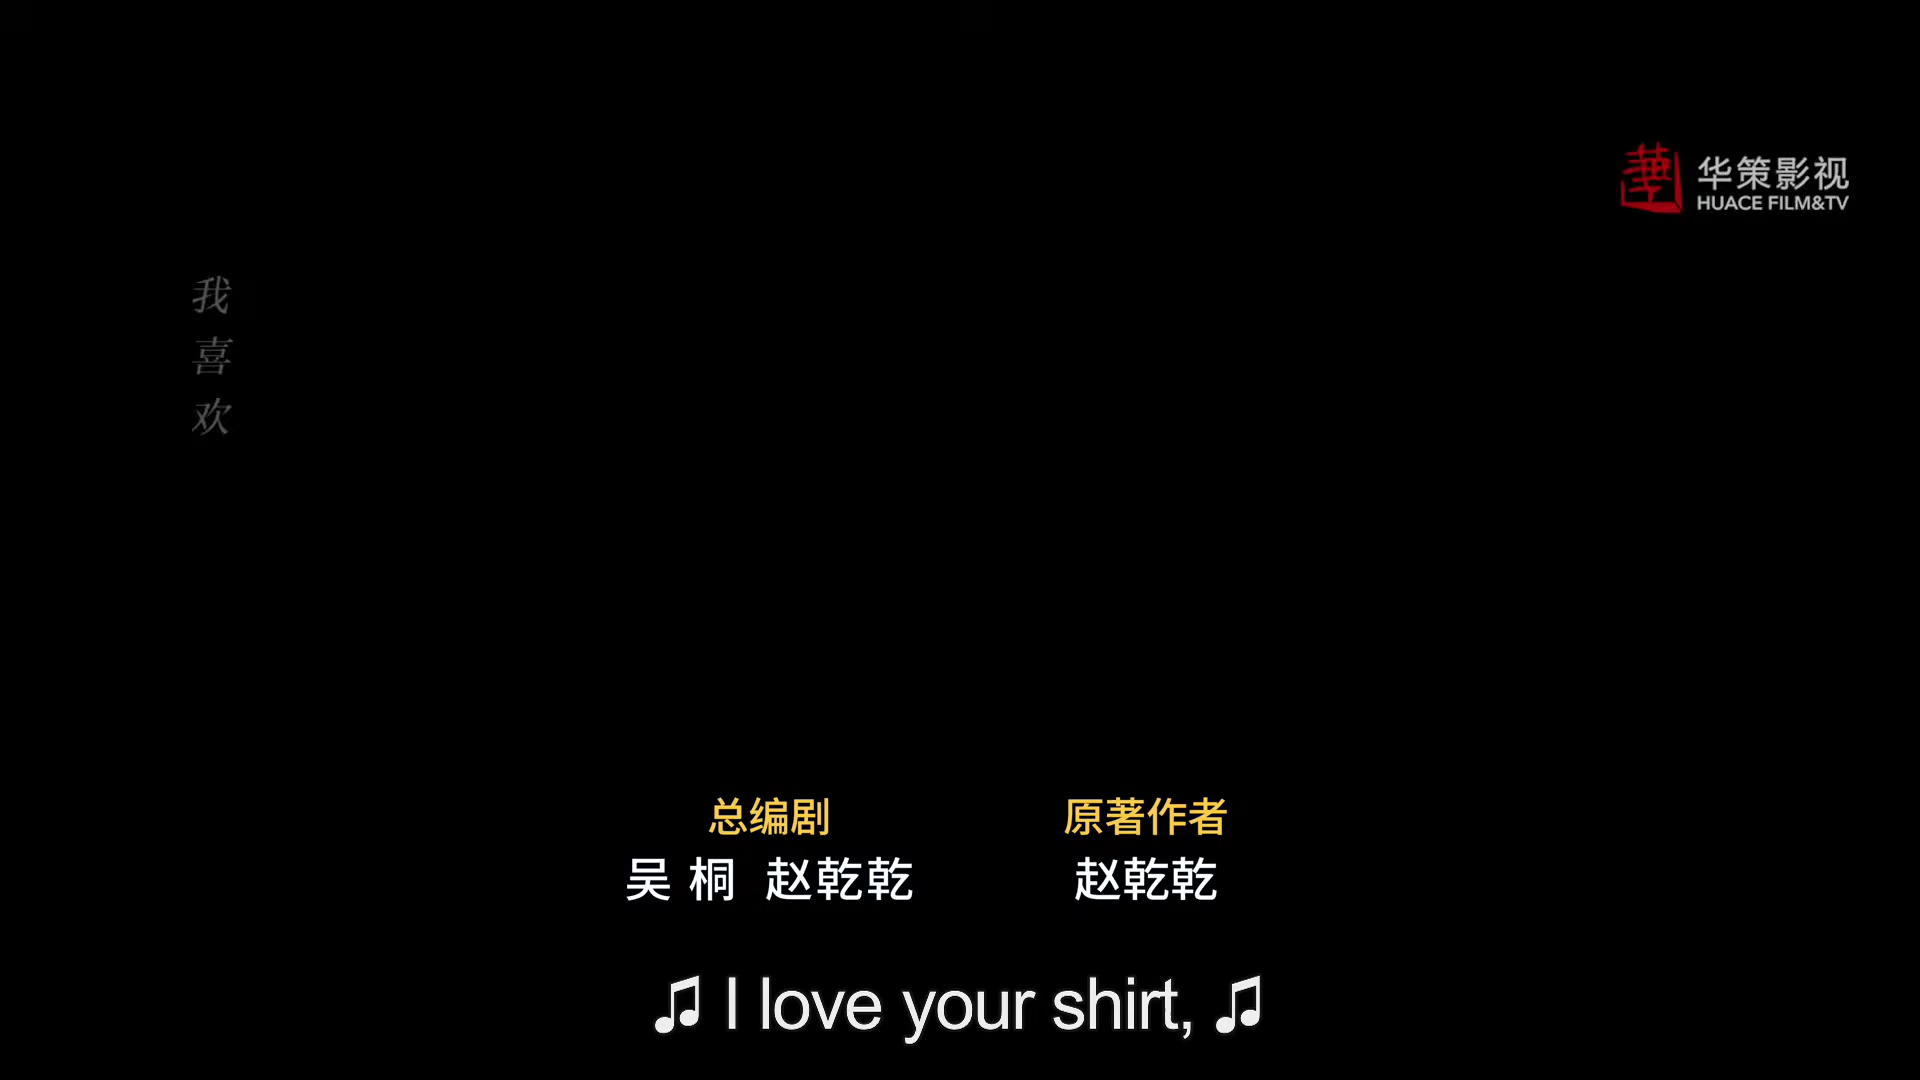 华策影视
HUACE FILM&TV
我喜欢
总编剧
吴桐 赵乾乾
原著作者
赵乾乾
♫ I love your shirt, ♫